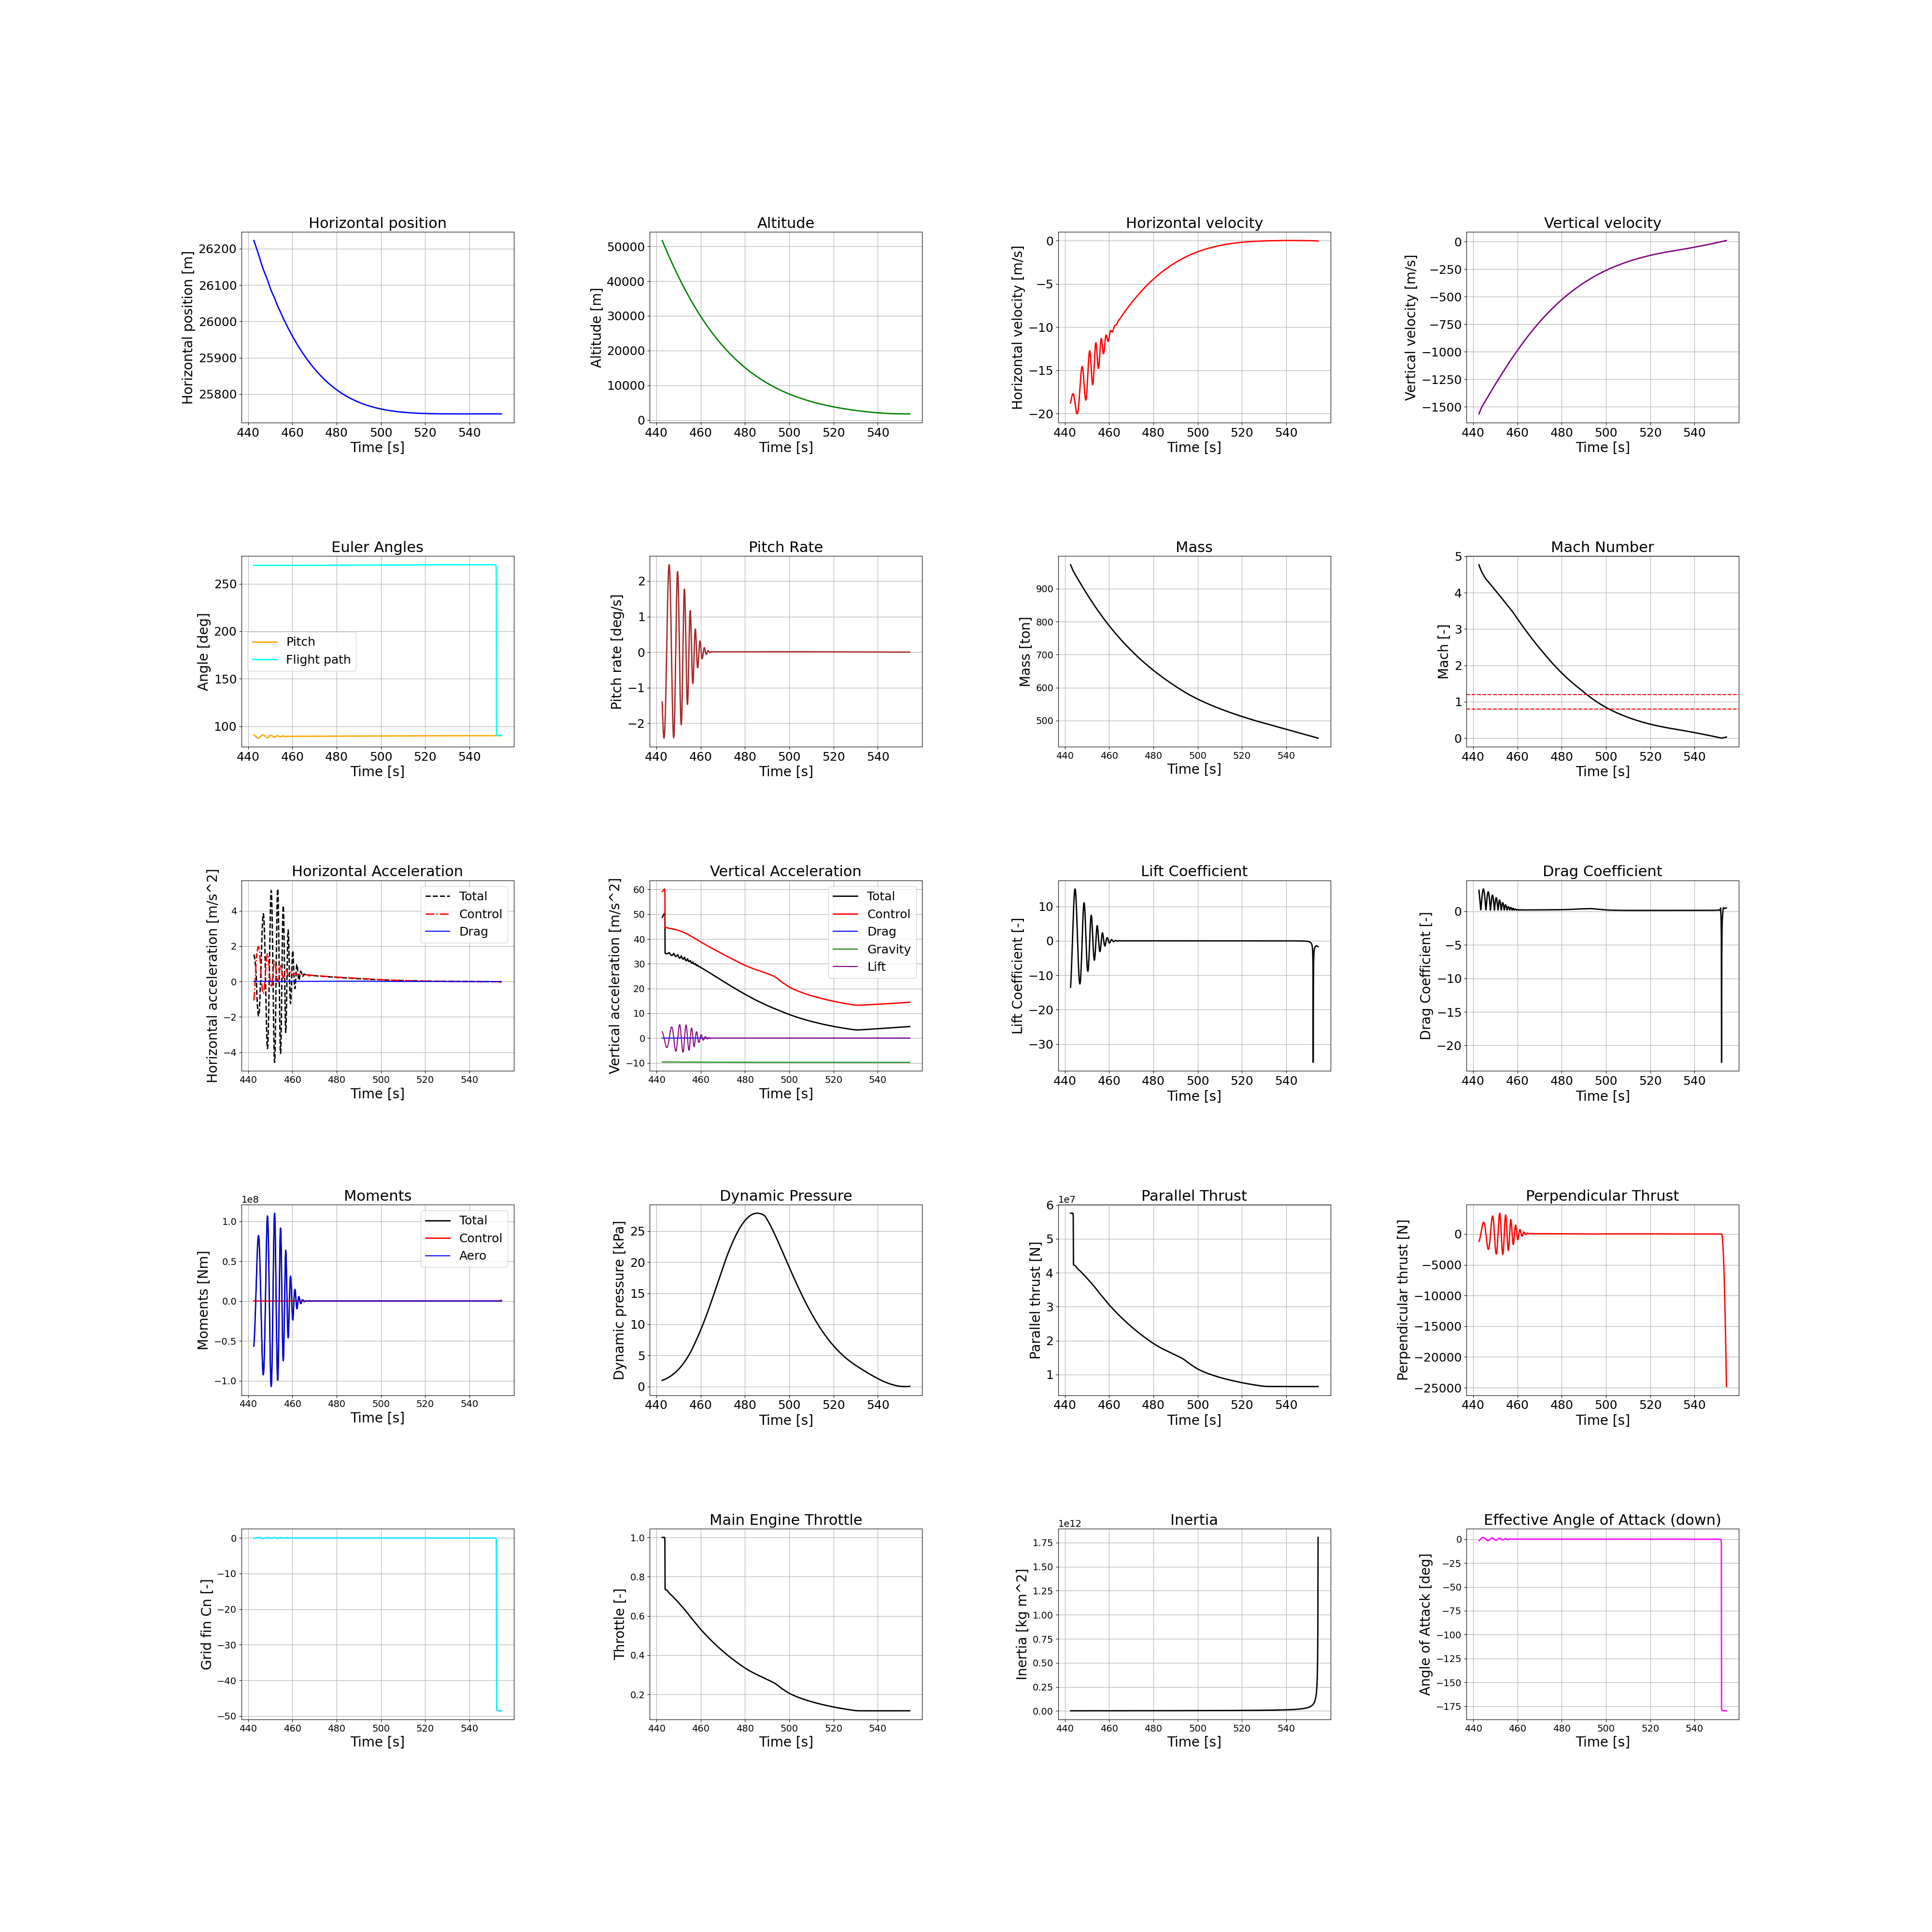 Horizontal position
Horizontal position [m]
26200
26100
26000
25900
25800
440 460 480 500 520 540
Time [s]
Altitude
Altitude [m]
50000
40000
30000
20000
10000
0
440 460 480 500 520 540
Time [s]
Horizontal velocity
Horizontal velocity [m/s]
0
−5
−10
−15
−20
440 460 480 500 520 540
Time [s]
Vertical velocity
Vertical velocity [m/s]
0
−250
−500
−750
−1000
−1250
−1500
440 460 480 500 520 540
Time [s]
Euler Angles
Angle [deg]
250
200
150
100
Pitch
Flight path
440 460 480 500 520 540
Time [s]
Pitch Rate
Pitch rate [deg/s]
2
1
0
−1
−2
440 460 480 500 520 540
Time [s]
Mass
Mass [ton]
900
800
700
600
500
440 460 480 500 520 540
Time [s]
Mach Number
Mach [-]
5
4
3
2
1
0
440 460 480 500 520 540
Time [s]
Horizontal Acceleration
Horizontal acceleration [m/s^2]
4
2
0
−2
−4
Total
Control
Drag
440 460 480 500 520 540
Time [s]
Vertical Acceleration
Vertical acceleration [m/s^2]
60
50
40
30
20
10
0
−10
Total
Control
Drag
Gravity
Lift
440 460 480 500 520 540
Time [s]
Lift Coefficient
Lift Coefficient [-]
10
0
−10
−20
−30
440 460 480 500 520 540
Time [s]
Drag Coefficient
Drag Coefficient [-]
0
−5
−10
−15
−20
440 460 480 500 520 540
Time [s]
Moments
1e8
Moments [Nm]
1.0
0.5
0.0
−0.5
−1.0
Total
Control
Aero
440 460 480 500 520 540
Time [s]
Dynamic Pressure
Dynamic pressure [kPa]
25
20
15
10
5
0
440 460 480 500 520 540
Time [s]
Parallel Thrust
1e7
Parallel thrust [N]
6
5
4
3
2
1
440 460 480 500 520 540
Time [s]
Perpendicular Thrust
Perpendicular thrust [N]
0
−5000
−10000
−15000
−20000
−25000
440 460 480 500 520 540
Time [s]
Grid fin Cn [-]
0
−10
−20
−30
−40
−50
440 460 480 500 520 540
Time [s]
Main Engine Throttle
Throttle [-]
1.0
0.8
0.6
0.4
0.2
440 460 480 500 520 540
Time [s]
Inertia
1e12
Inertia [kg m^2]
1.75
1.50
1.25
1.00
0.75
0.50
0.25
0.00
440 460 480 500 520 540
Time [s]
Effective Angle of Attack (down)
Angle of Attack [deg]
0
−25
−50
−75
−100
−125
−150
−175
440 460 480 500 520 540
Time [s]